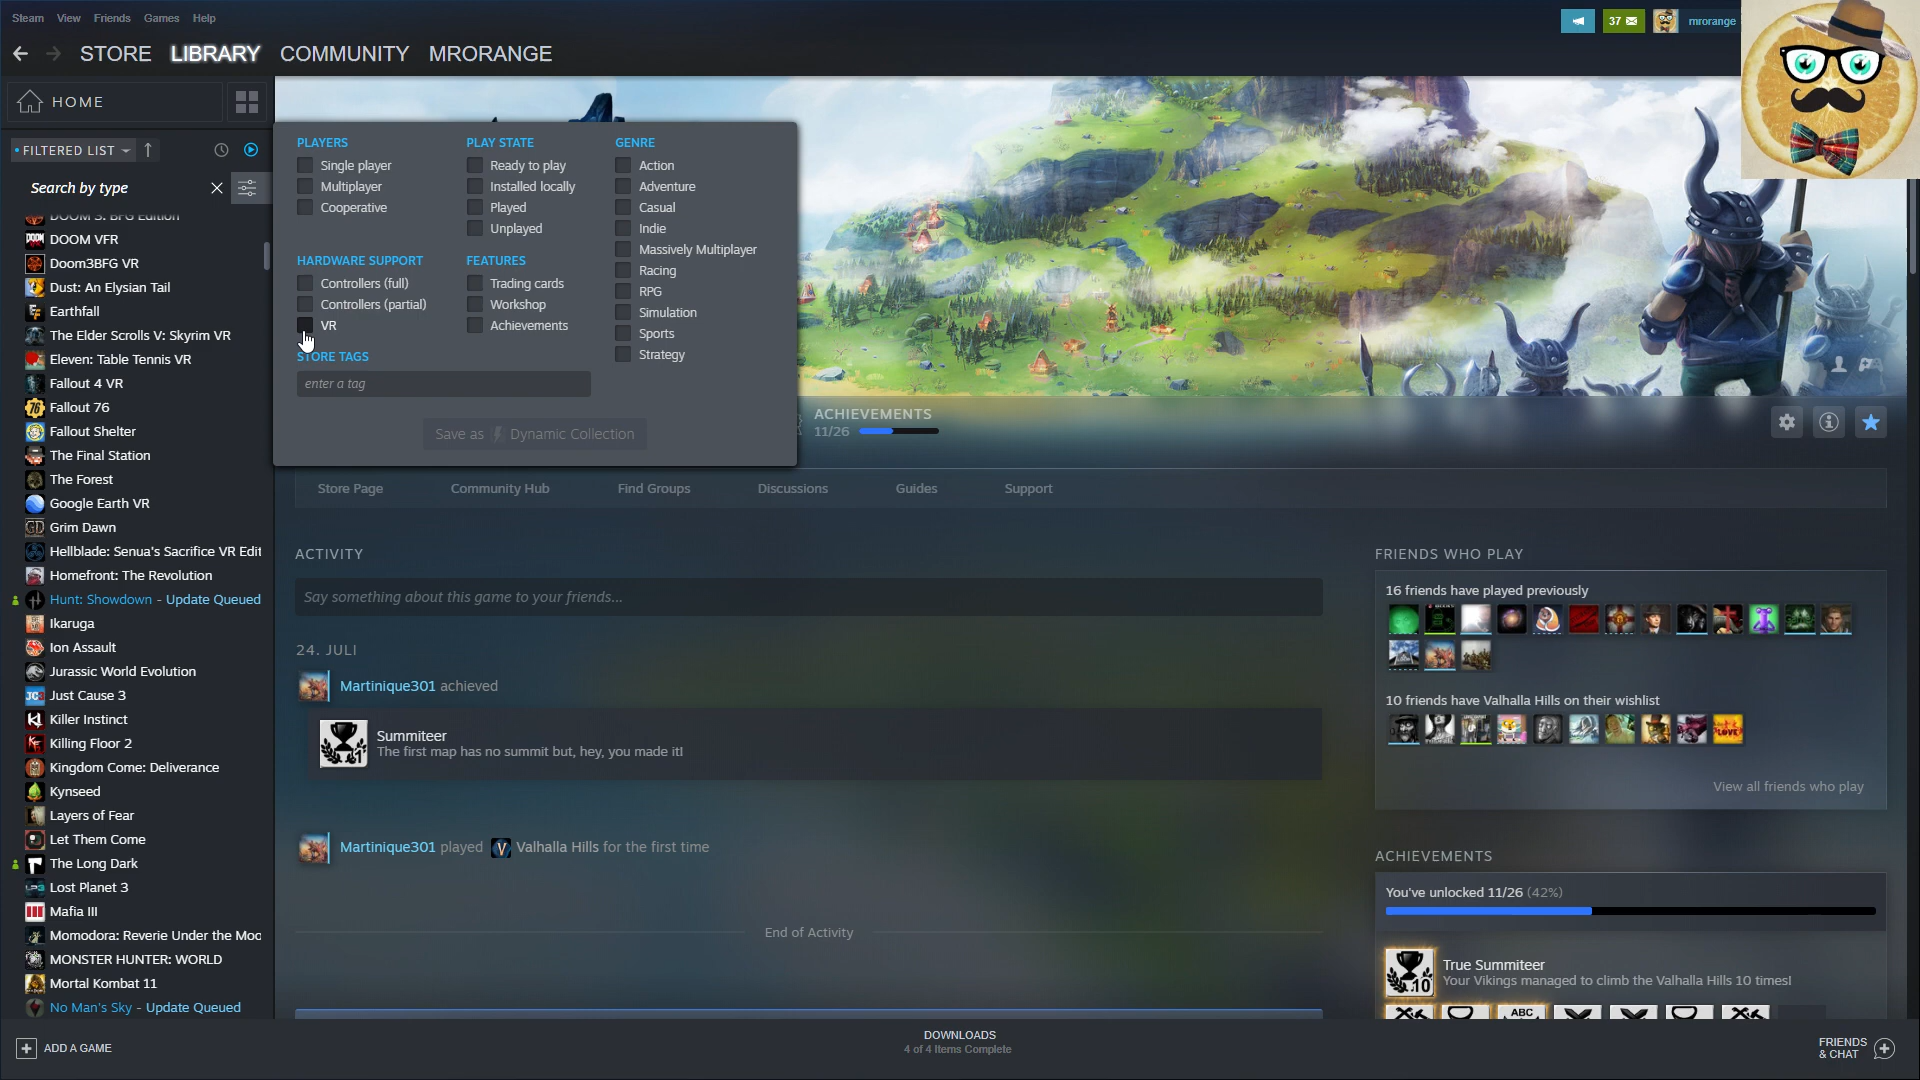 Steam View Friends Games Help
37
mrorange
STORE LIBRARY COMMUNITY MRORANGE
HOME
FILTERED LIST
Search by type
DOOM 3: BFG Edition
DOOM VFR
Doom3BFG VR
Dust: An Elysian Tail
Earthfall
The Elder Scrolls V: Skyrim VR
Eleven: Table Tennis VR
Fallout 4 VR
Fallout 76
Fallout Shelter
The Final Station
The Forest
Google Earth VR
Grim Dawn
Hellblade: Senua's Sacrifice VR Edit
Homefront: The Revolution
Hunt: Showdown - Update Queued
Ikaruga
Ion Assault
Jurassic World Evolution
Just Cause 3
Killer Instinct
Killing Floor 2
Kingdom Come: Deliverance
Kynseed
Layers of Fear
Let Them Come
The Long Dark
Lost Planet 3
Mafia III
Momodora: Reverie Under the Moo
MONSTER HUNTER: WORLD
Mortal Kombat 11
No Man's Sky - Update Queued
PLAYERS
Single player
Multiplayer
Cooperative
HARDWARE SUPPORT
Controllers (full)
Controllers (partial)
VR
PLAY STATE
Ready to play
Installed locally
Played
Unplayed
FEATURES
Trading cards
Workshop
Achievements
GENRE
Action
Adventure
Casual
Indie
Massively Multiplayer
Racing
RPG
Simulation
Sports
Strategy
STORE TAGS
enter a tag
Save as Dynamic Collection
ACHIEVEMENTS
11/26
Store Page Community Hub Find Groups Discussions Guides Support
ACTIVITY
Say something about this game to your friends...
24. JULI
Martinique301 achieved
Summiteer
The first map has no summit but, hey, you made it!
Martinique301 played Valhalla Hills for the first time
End of Activity
FRIENDS WHO PLAY
16 friends have played previously
10 friends have Valhalla Hills on their wishlist
View all friends who play
ACHIEVEMENTS
You've unlocked 11/26 (42%)
True Summiteer
Your Vikings managed to climb the Valhalla Hills 10 times!
ABC
ADD A GAME
DOWNLOADS
4 of 4 Items Complete
FRIENDS
& CHAT